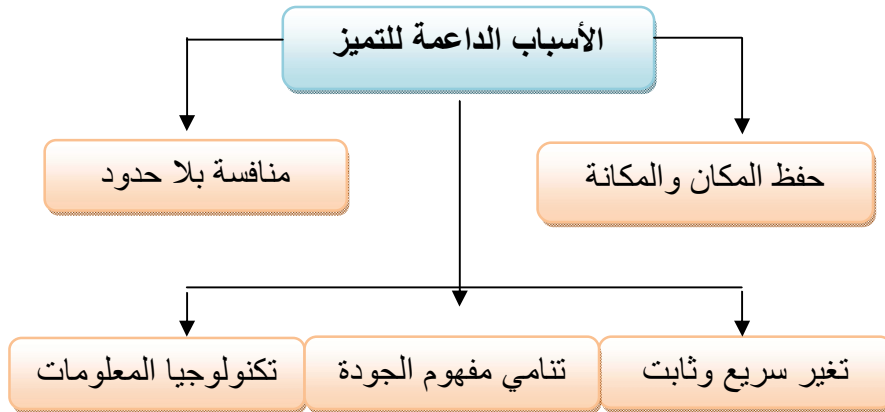 الأسباب الداعمة للتميز
حفظ المكان والمكانة
منافسة بلا حدود
تغير سريع وثابت
تنامي مفهوم الجودة
تكنولوجيا المعلومات